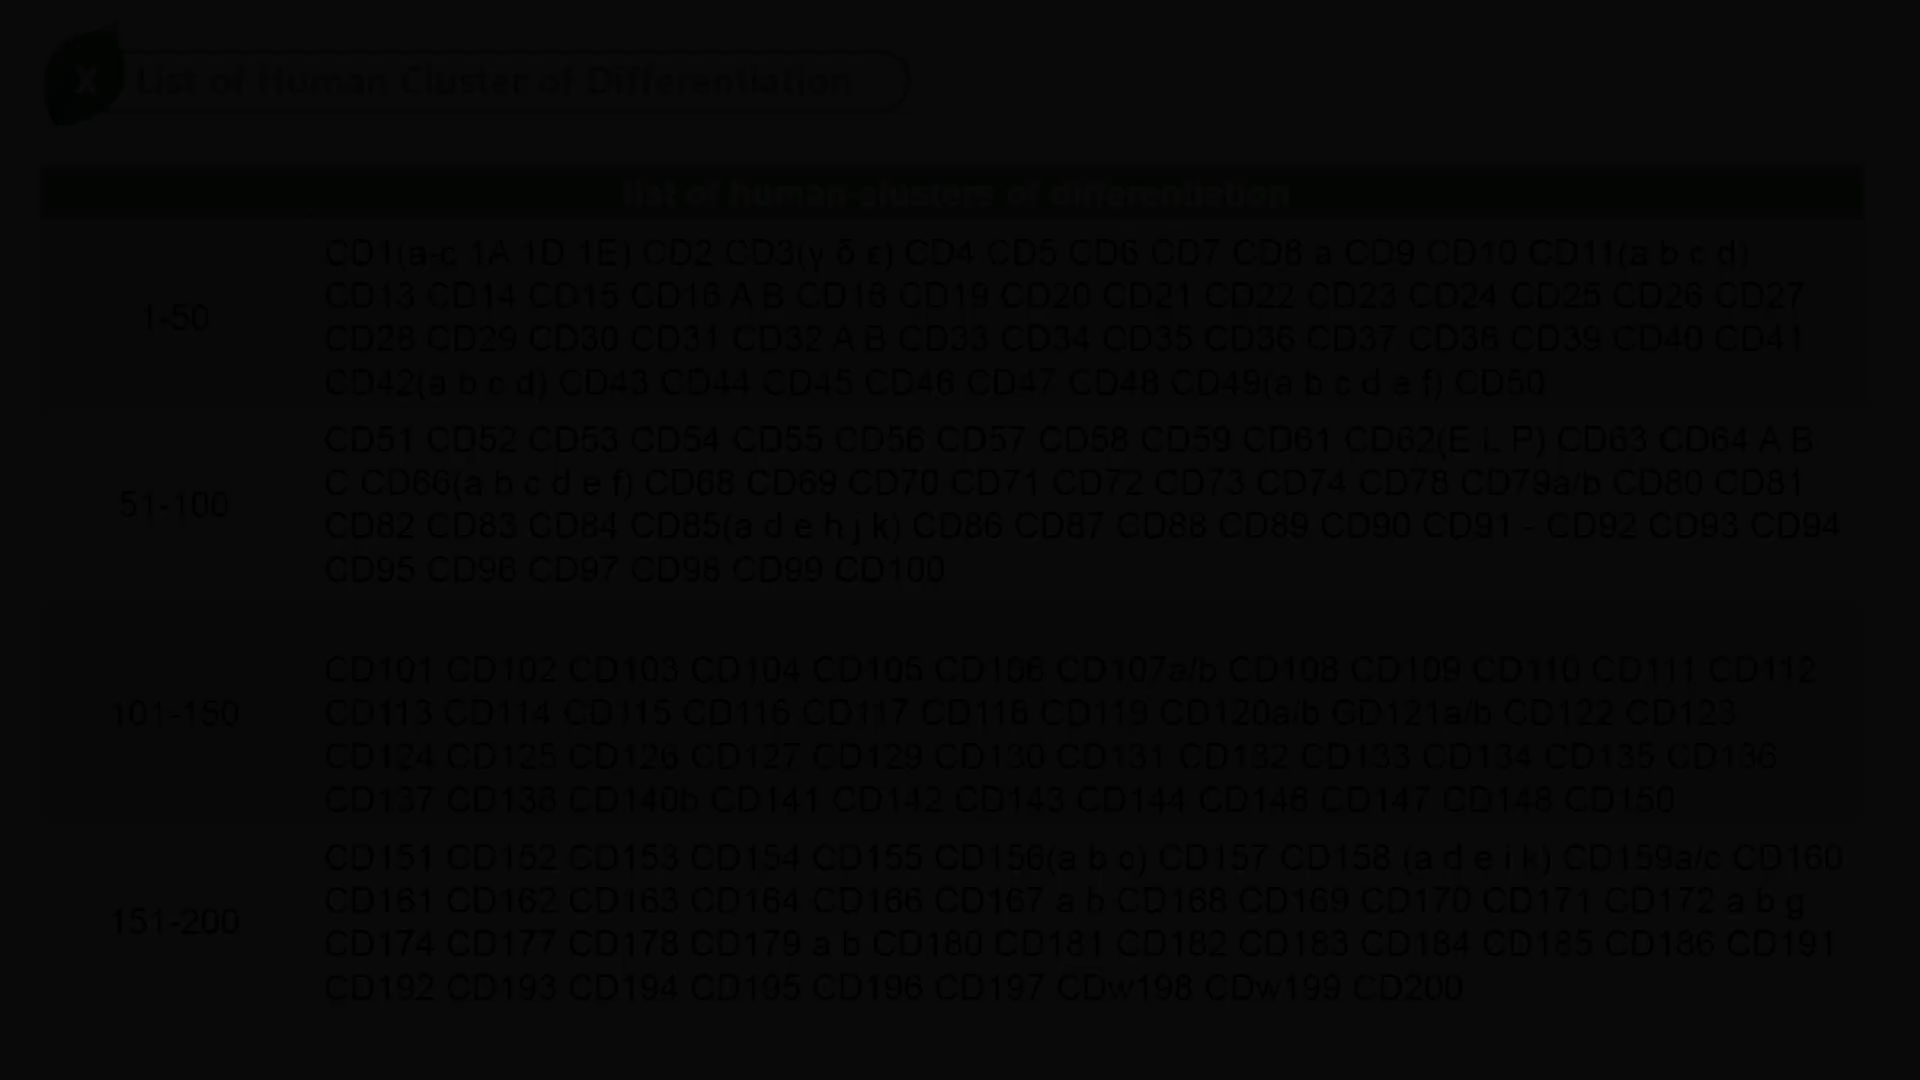 X List of Human Cluster of Differentiation
list of human clusters of differentiation
CD1(a-c 1A 1D 1E) CD2 CD3(γ δ ε) CD4 CD5 CD6 CD7 CD8 a CD9 CD10 CD11(a b c d)
CD13 CD14 CD15 CD16 A B CD18 CD19 CD20 CD21 CD22 CD23 CD24 CD25 CD26 CD27
1-50
CD28 CD29 CD30 CD31 CD32 A B CD33 CD34 CD35 CD36 CD37 CD38 CD39 CD40 CD41
CD42(a b c d) CD43 CD44 CD45 CD46 CD47 CD48 CD49(a b c d e f) CD50
CD51 CD52 CD53 CD54 CD55 CD56 CD57 CD58 CD59 CD61 CD62(E L P) CD63 CD64 A B
C CD66(a b c d e f) CD68 CD69 CD70 CD71 CD72 CD73 CD74 CD78 CD79a/b CD80 CD81
51-100
CD82 CD83 CD84 CD85(a d e h j k) CD86 CD87 CD88 CD89 CD90 CD91 - CD92 CD93 CD94
CD95 CD96 CD97 CD98 CD99 CD100
CD101 CD102 CD103 CD104 CD105 CD106 CD107a/b CD108 CD109 CD110 CD111 CD112
101-150
CD113 CD114 CD115 CD116 CD117 CD118 CD119 CD120a/b CD121a/b CD122 CD123
CD124 CD125 CD126 CD127 CD129 CD130 CD131 CD132 CD133 CD134 CD135 CD136
CD137 CD138 CD140b CD141 CD142 CD143 CD144 CD146 CD147 CD148 CD150
CD151 CD152 CD153 CD154 CD155 CD156(a b c) CD157 CD158 (a d e i k) CD159a/c CD160
CD161 CD162 CD163 CD164 CD166 CD167 a b CD168 CD169 CD170 CD171 CD172 a b g
151-200
CD174 CD177 CD178 CD179 a b CD180 CD181 CD182 CD183 CD184 CD185 CD186 CD191
CD192 CD193 CD194 CD195 CD196 CD197 CDw198 CDw199 CD200